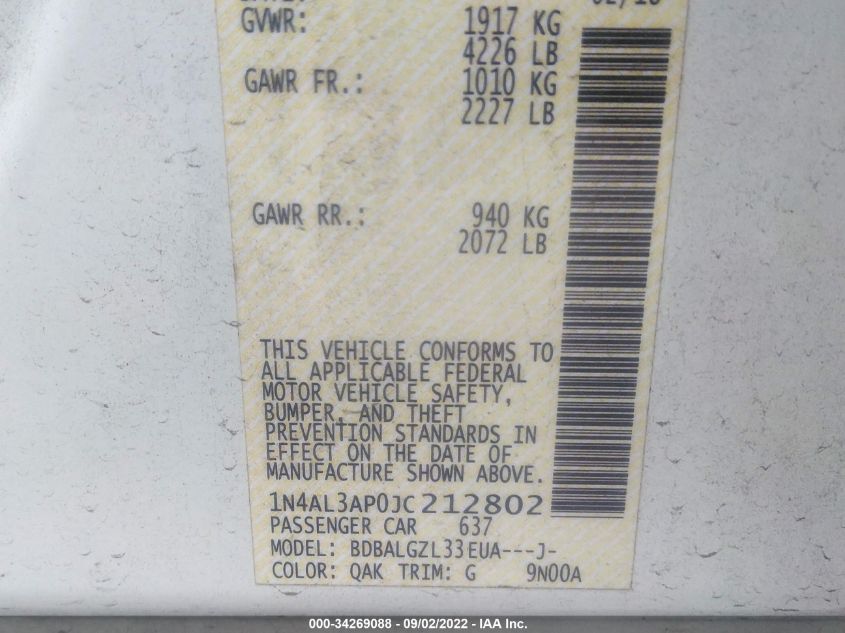 GVWR: 1917 KG
4226 LB
GAWR FR.: 1010 KG
2227 LB
GAWR RR.: 940 KG
2072 LB
THIS VEHICLE CONFORMS TO
ALL APPLICABLE FEDERAL
MOTOR VEHICLE SAFETY,
BUMPER, AND THEFT
PREVENTION STANDARDS IN
EFFECT ON THE DATE OF
MANUFACTURE SHOWN ABOVE.
1N4AL3AP0JC212802
PASSENGER CAR 637
MODEL: BDBALGZL33EUA---J-
COLOR: QAK TRIM: G 9N00A
000-34269088 - 09/02/2022 - IAA Inc.